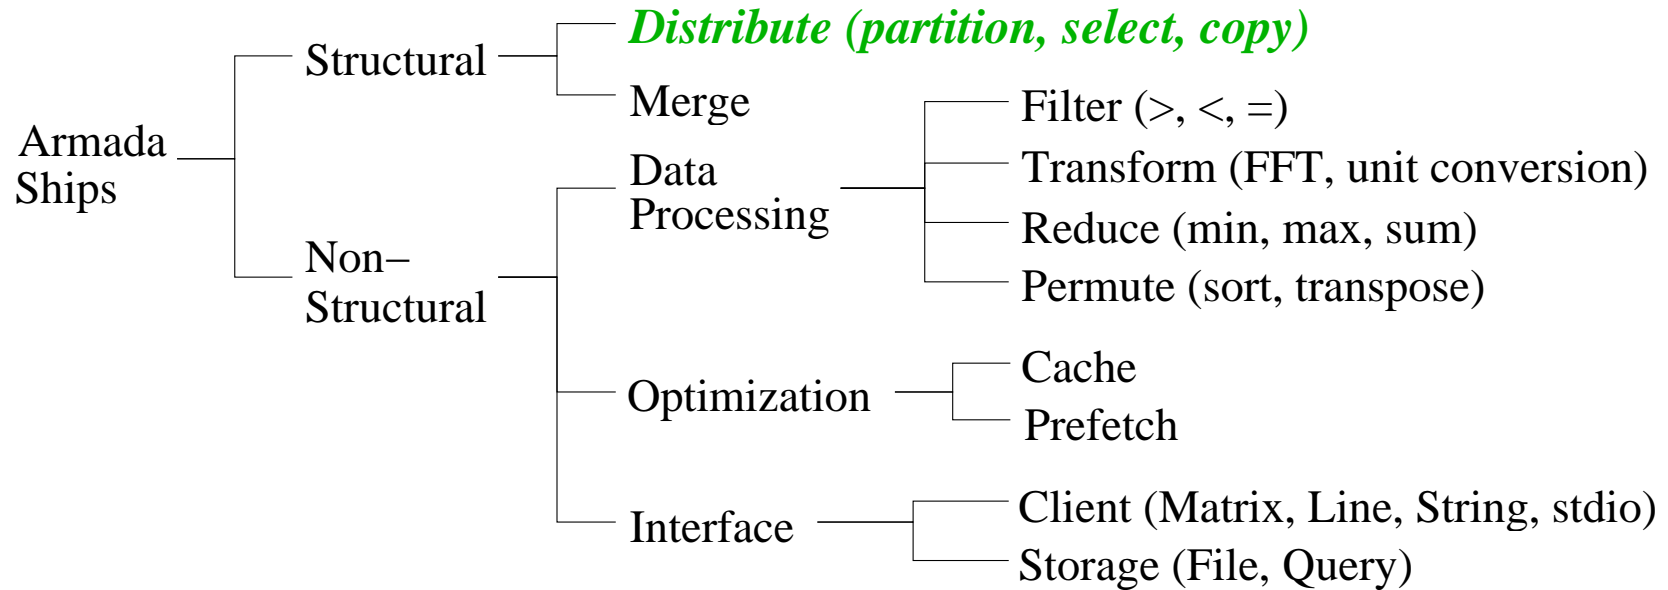 Armada
Ships
Structural
Distribute (partition, select, copy)
Merge
Non−
Structural
Data
Processing
Filter (>, <, =)
Transform (FFT, unit conversion)
Reduce (min, max, sum)
Permute (sort, transpose)
Optimization
Cache
Prefetch
Interface
Client (Matrix, Line, String, stdio)
Storage (File, Query)